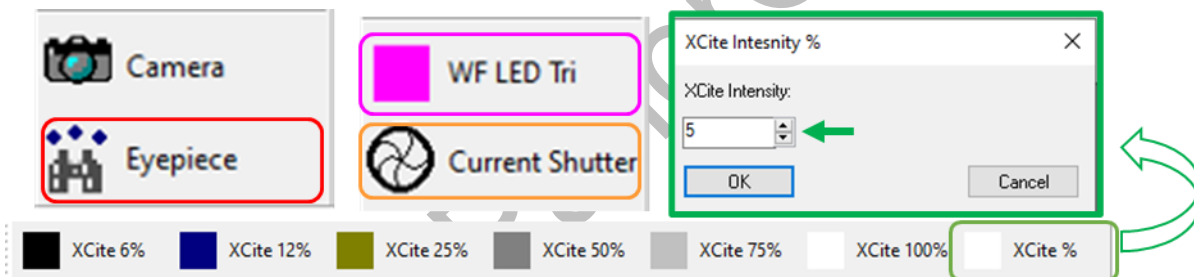 Camera
Eyepiece
WF LED Tri
Current Shutter
XCite Intesnity %
XCite Intensity:
5
OK
Cancel
XCite 6%
XCite 12%
XCite 25%
XCite 50%
XCite 75%
XCite 100%
XCite %